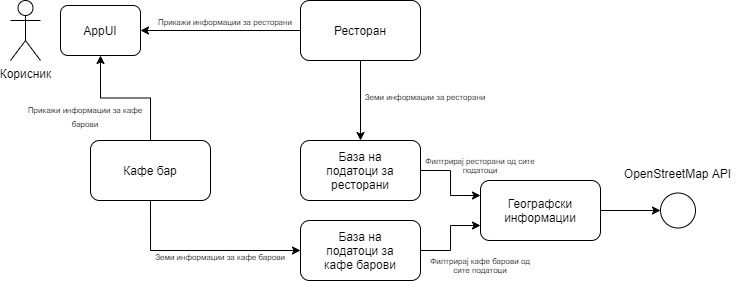 Корисник
AppUI
Прикажи информации за ресторани
Ресторан
Земи информации за ресторани
Прикажи информации за кафе
барови
Кафе бар
База на
податоци за
ресторани
Филтрирај ресторани од сите
податоци
Географски
информации
OpenStreetMap API
Земи информации за кафе барови
База на
податоци за
кафе барови
Филтрирај кафе барови од
сите податоци